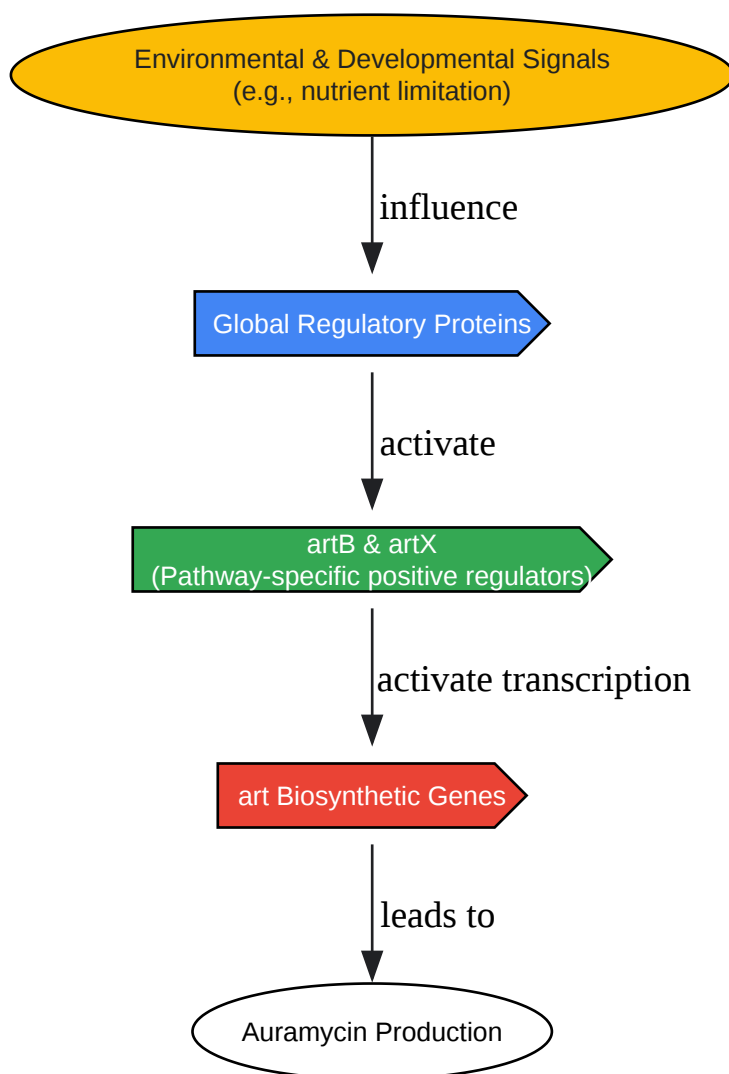 Environmental & Developmental Signals
(e.g., nutrient limitation)
influence
Global Regulatory Proteins
activate
artB & artX
(Pathway-specific positive regulators)
activate transcription
art Biosynthetic Genes
leads to
Auramycin Production